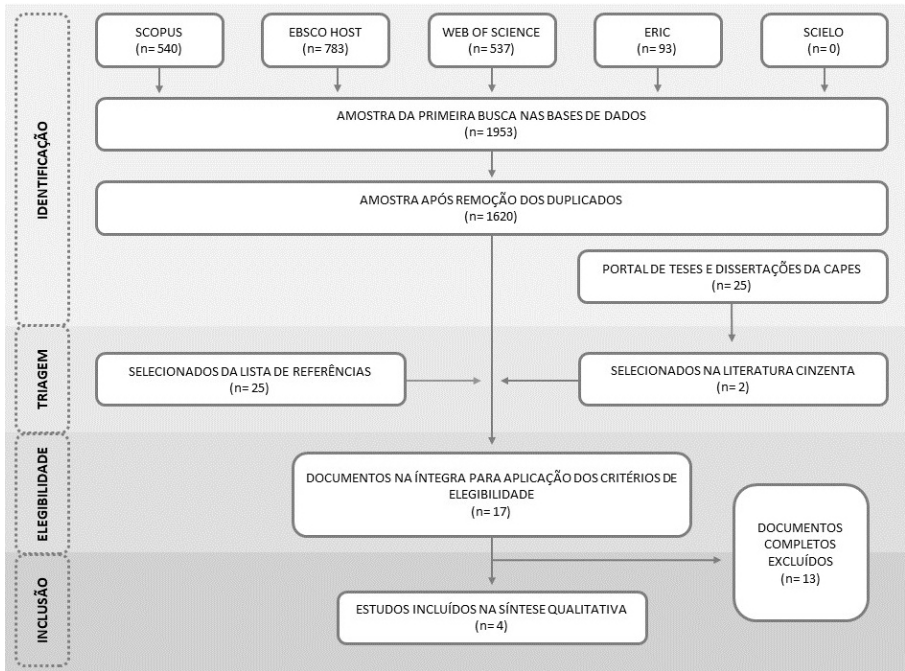 SCOPUS
(n= 540)
EBSCO HOST
(n= 783)
WEB OF SCIENCE
(n= 537)
ERIC
(n= 93)
SCIELO
(n= 0)
AMOSTRA DA PRIMEIRA BUSCA NAS BASES DE DADOS
(n= 1953)
AMOSTRA APÓS REMOÇÃO DOS DUPLICADOS
(n= 1620)
PORTAL DE TESES E DISSERTAÇÕES DA CAPES
(n= 25)
IDENTIFICAÇÃO
SELECIONADOS DA LISTA DE REFERÊNCIAS
(n= 25)
SELECIONADOS NA LITERATURA CINZENTA
(n= 2)
TRIAGEM
DOCUMENTOS NA ÍNTEGRA PARA APLICAÇÃO DOS CRITÉRIOS DE
ELEGIBILIDADE
(n= 17)
ELEGIBILIDADE
DOCUMENTOS
COMPLETOS
EXCLUÍDOS
(n= 13)
ESTUDOS INCLUÍDOS NA SÍNTESE QUALITATIVA
(n= 4)
INCLUSÃO